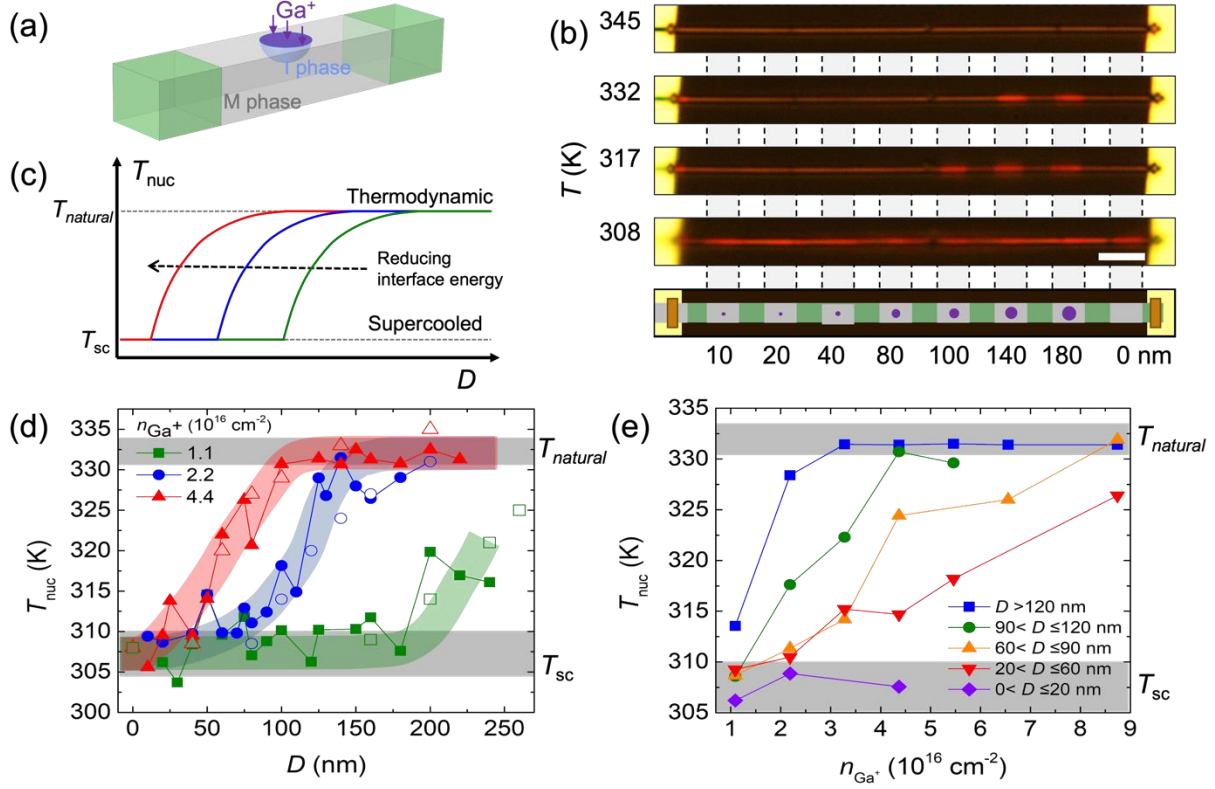 (a)
Ga⁺
I phase
M phase
(b)
T (K)
345
332
317
308
10 20 40 80 100 140 180 0 nm
(c)
T_nuc
T_natural
Thermodynamic
Reducing
interface energy
Supercooled
T_sc
D
(d)
n_Ga⁺ (10¹⁶ cm⁻²)
1.1
2.2
4.4
T_natural
T_sc
T_nuc (K)
335
330
325
320
315
310
305
300
0 50 100 150 200 250
D (nm)
(e)
T_natural
T_sc
D >120 nm
90< D ≤120 nm
60< D ≤90 nm
20< D ≤60 nm
0< D ≤20 nm
T_nuc (K)
335
330
325
320
315
310
305
1 2 3 4 5 6 7 8 9
n_Ga⁺ (10¹⁶ cm⁻²)